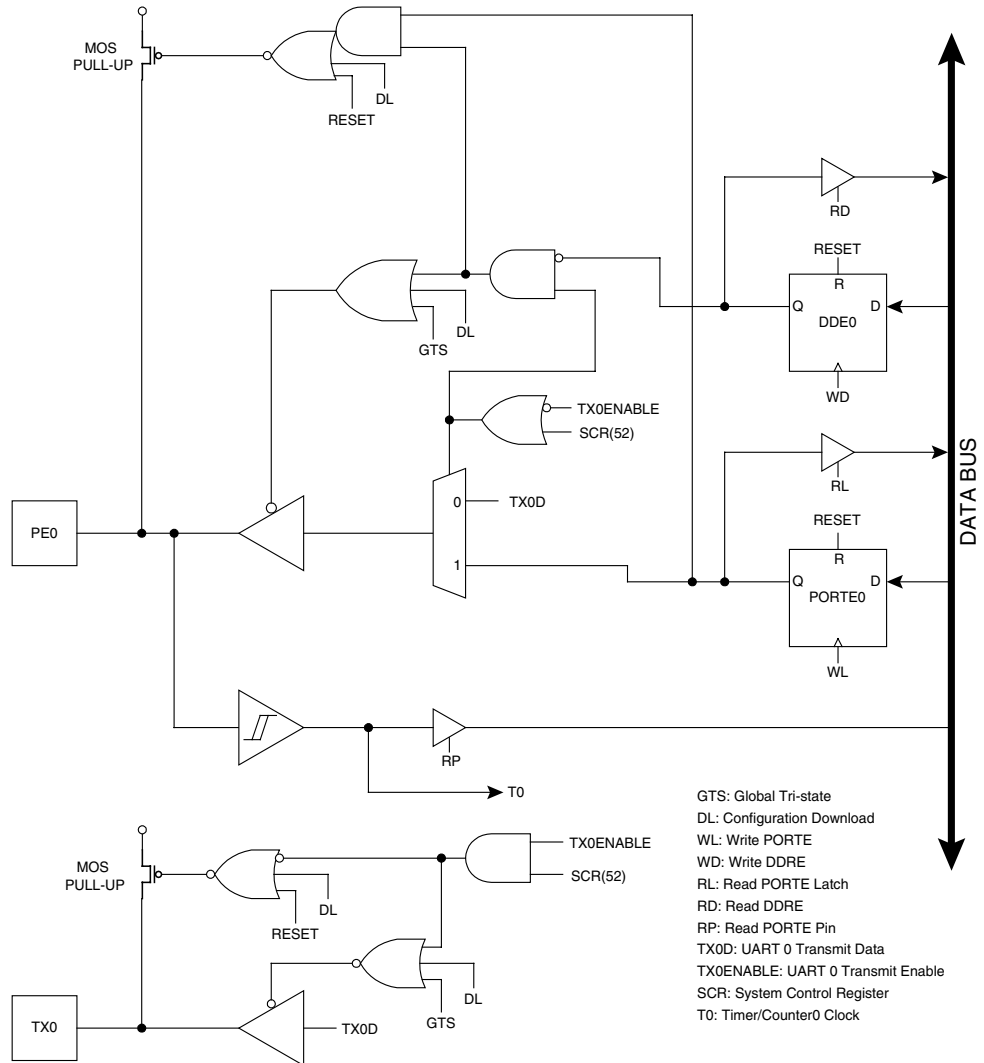 MOS
PULL-UP
DL
RESET
RD
RESET
R
Q
D
DDE0
WD
DL
GTS
TX0ENABLE
SCR(52)
RL
0
TX0D
RESET
R
PE0
1
Q
D
PORTE0
WL
DATA BUS
RP
T0
GTS: Global Tri-state
DL: Configuration Download
WL: Write PORTE
WD: Write DDRE
RL: Read PORTE Latch
RD: Read DDRE
RP: Read PORTE Pin
TX0D: UART 0 Transmit Data
TX0ENABLE: UART 0 Transmit Enable
SCR: System Control Register
T0: Timer/Counter0 Clock
MOS
PULL-UP
TX0ENABLE
SCR(52)
DL
RESET
DL
GTS
TX0
TX0D